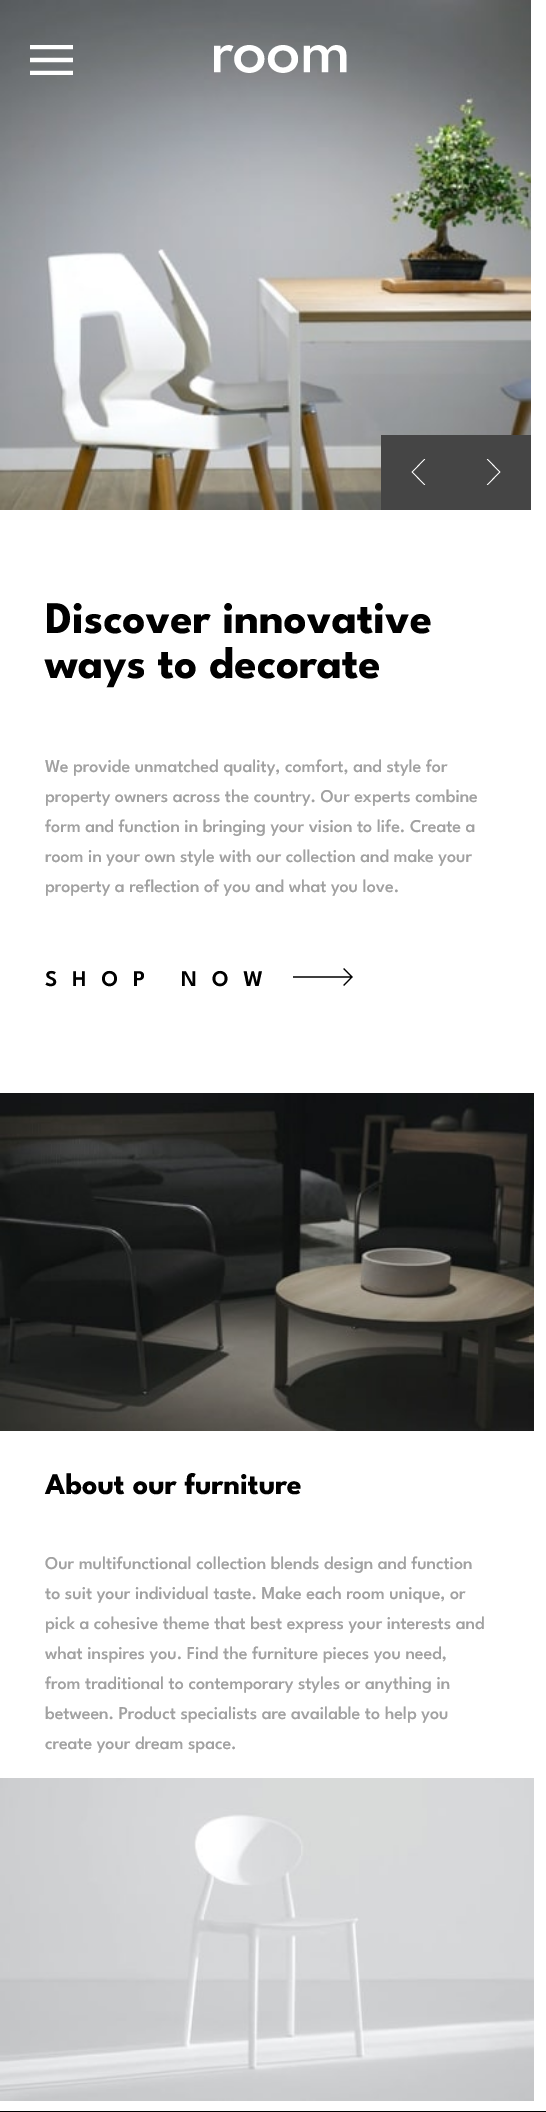 room
Discover innovative
ways to decorate
We provide unmatched quality, comfort, and style for
property owners across the country. Our experts combine
form and function in bringing your vision to life. Create a
room in your own style with our collection and make your
property a reflection of you and what you love.
SHOP NOW
About our furniture
Our multifunctional collection blends design and function
to suit your individual taste. Make each room unique, or
pick a cohesive theme that best express your interests and
what inspires you. Find the furniture pieces you need,
from traditional to contemporary styles or anything in
between. Product specialists are available to help you
create your dream space.